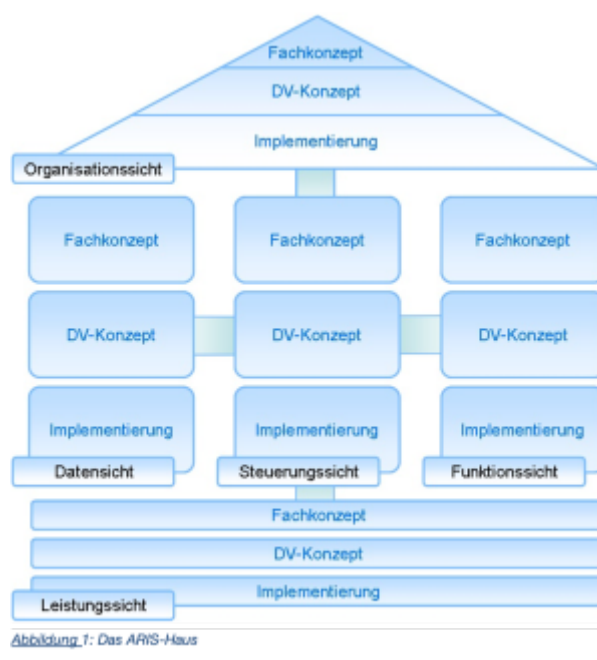 Fachkonzept
DV-Konzept
Implementierung
Organisationssicht
Fachkonzept Fachkonzept Fachkonzept
DV-Konzept DV-Konzept DV-Konzept
Implementierung Implementierung Implementierung
Datensicht Steuerungssicht Funktionssicht
Fachkonzept
DV-Konzept
Implementierung
Leistungssicht
Abbildung 1: Das ARIS-Haus